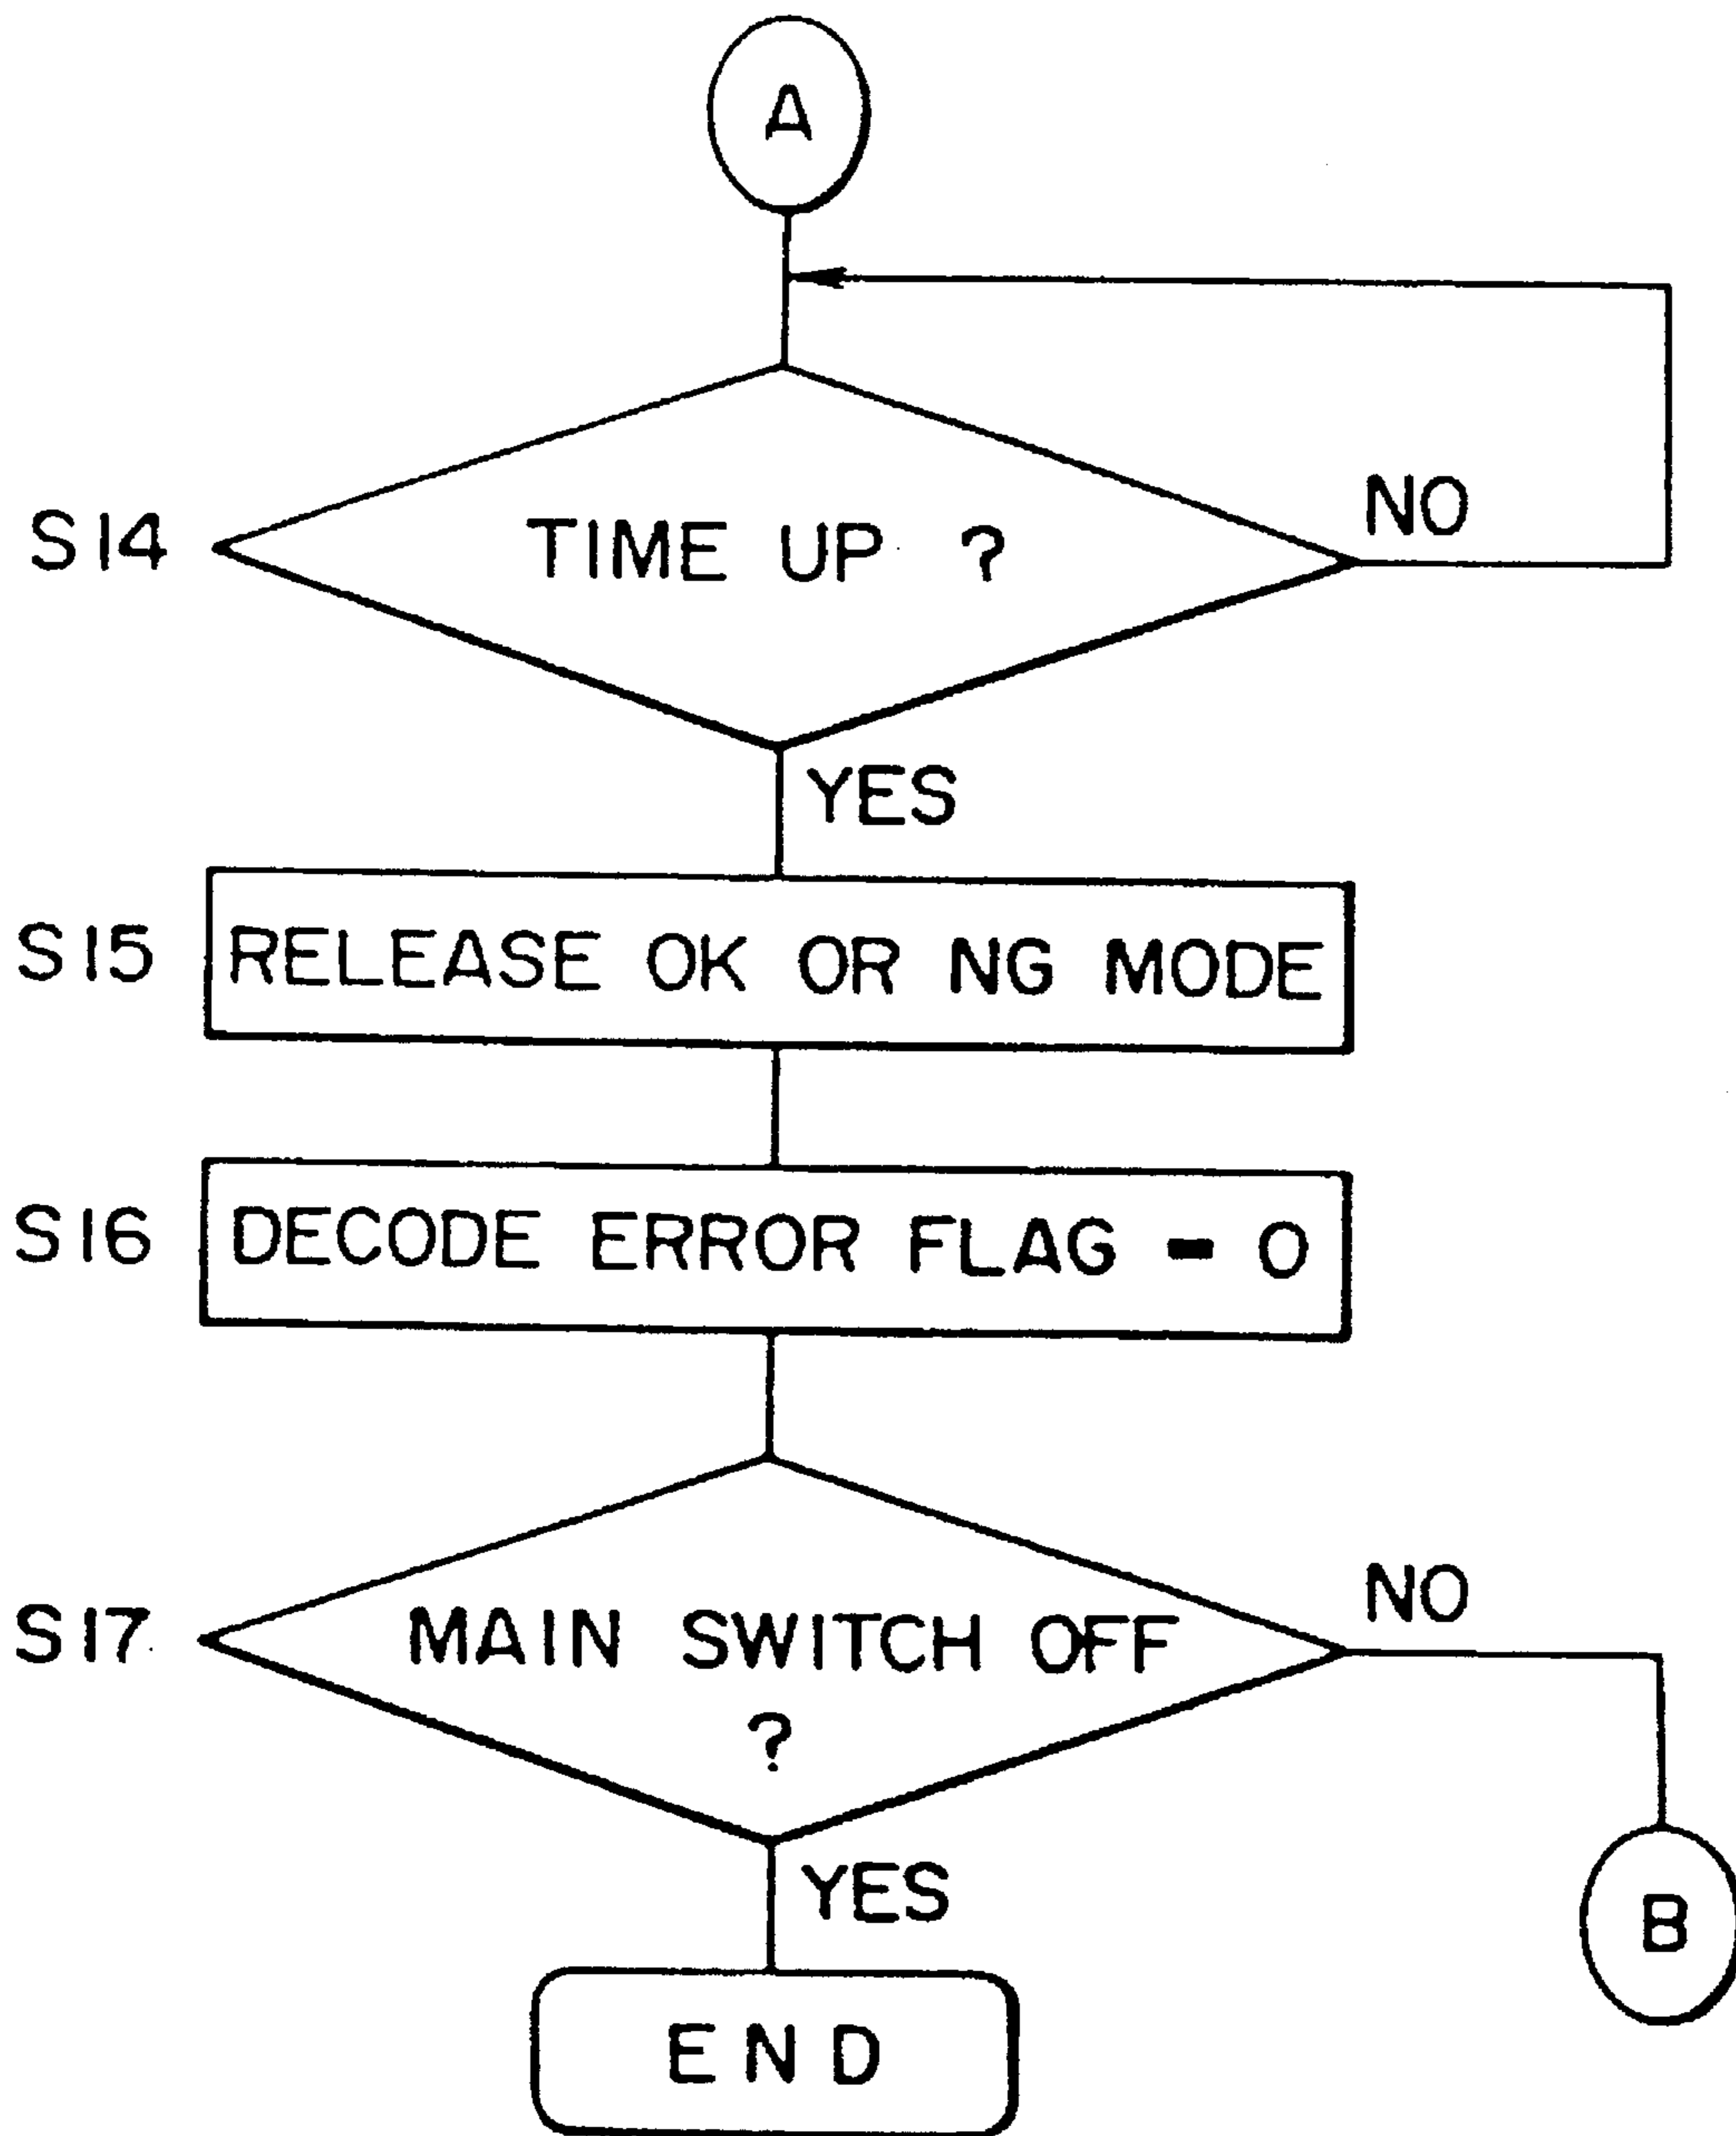 A
NO
S14 TIME UP ?
YES
S15 RELEASE OK OR NG MODE
S16 DECODE ERROR FLAG = 0
NO
S17 MAIN SWITCH OFF
?
YES
B
END